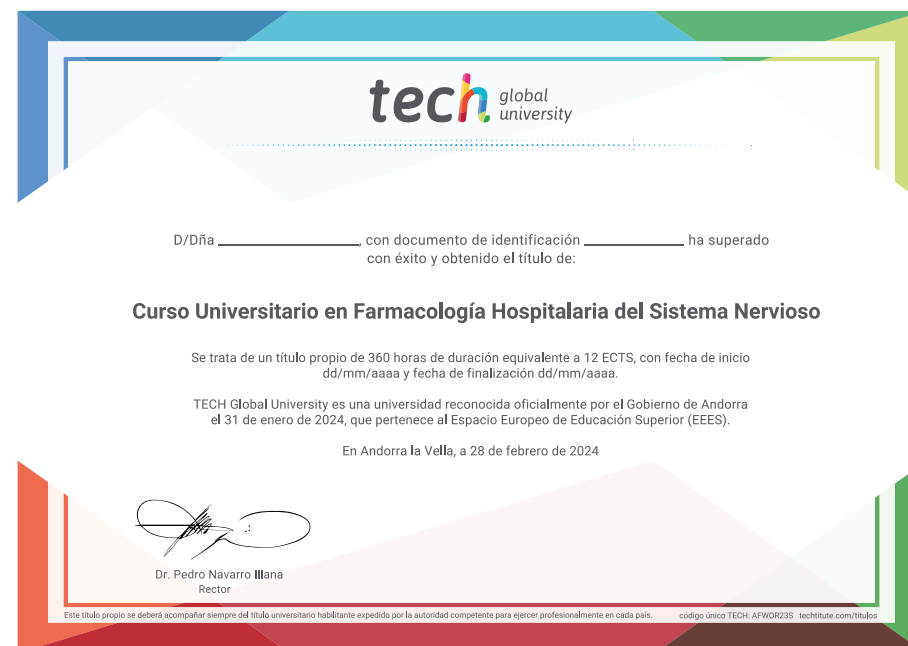 tech global university
D/Dña ____________________, con documento de identificación ______________ ha superado
con éxito y obtenido el título de:
Curso Universitario en Farmacología Hospitalaria del Sistema Nervioso
Se trata de un título propio de 360 horas de duración equivalente a 12 ECTS, con fecha de inicio
dd/mm/aaaa y fecha de finalización dd/mm/aaaa.
TECH Global University es una universidad reconocida oficialmente por el Gobierno de Andorra
el 31 de enero de 2024, que pertenece al Espacio Europeo de Educación Superior (EEES).
En Andorra la Vella, a 28 de febrero de 2024
Dr. Pedro Navarro Illana
Rector
Este título propio se deberá acompañar siempre del título universitario habilitante expedido por la autoridad competente para ejercer profesionalmente en cada país. código único TECH: AFWOR23S techtitute.com/titulos